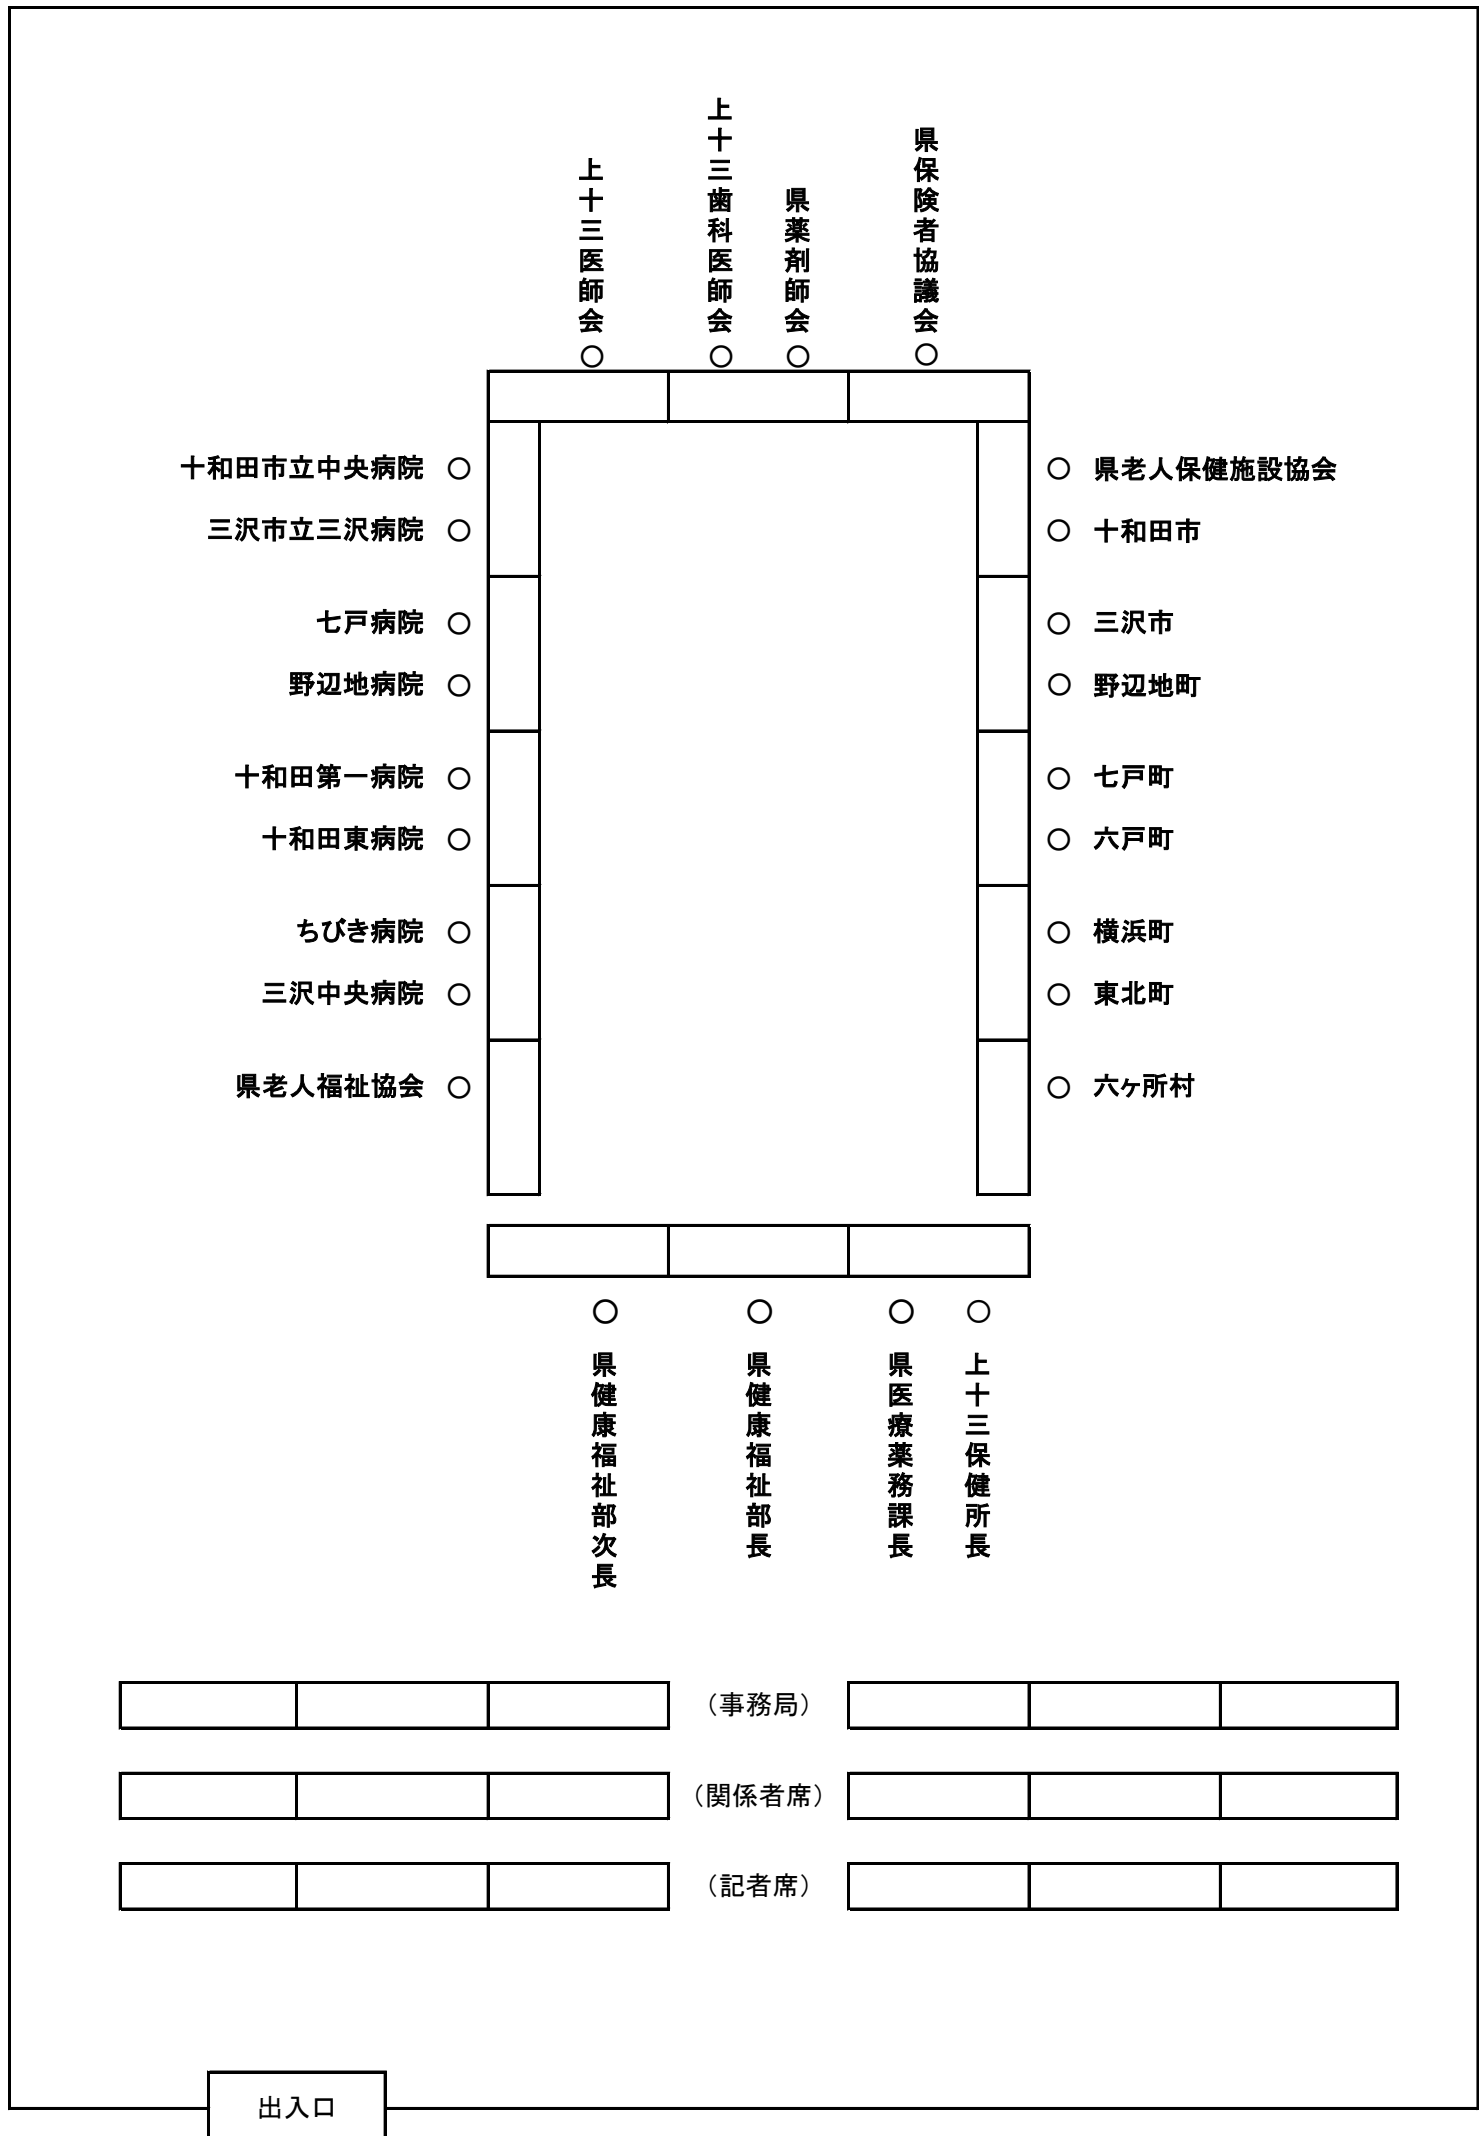 上十三医師会
上十三歯科医師会
県薬剤師会
県保険者協議会
○
○
○
○
十和田市立中央病院 ○
○ 県老人保健施設協会
三沢市立三沢病院 ○
○ 十和田市
七戸病院 ○
○ 三沢市
野辺地病院 ○
○ 野辺地町
十和田第一病院 ○
○ 七戸町
十和田東病院 ○
○ 六戸町
ちびき病院 ○
○ 横浜町
三沢中央病院 ○
○ 東北町
県老人福祉協会 ○
○ 六ヶ所村
○
○
○
○
県健康福祉部次長
県健康福祉部長
県医療薬務課長
上十三保健所長
（事務局）
（関係者席）
（記者席）
出入口